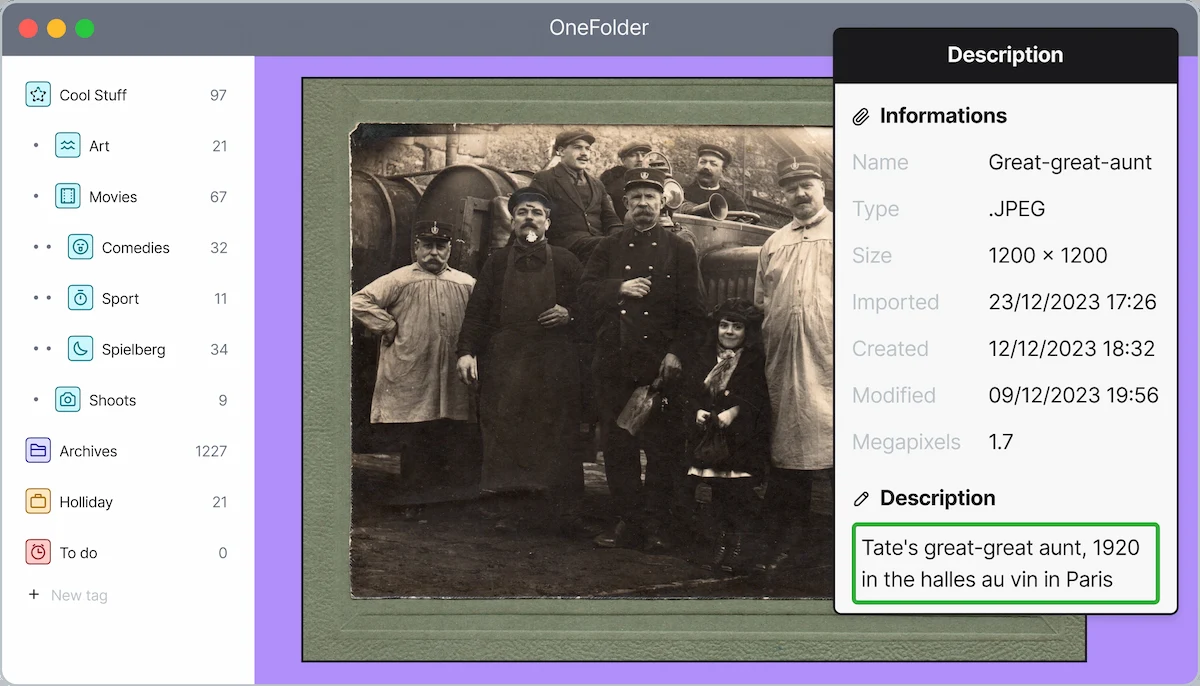 OneFolder
Cool Stuff 97
Art 21
Movies 67
Comedies 32
Sport 11
Spielberg 34
Shoots 9
Archives 1227
Holliday 21
To do 0
+ New tag
Description
Informations
Name Great-great-aunt
Type .JPEG
Size 1200 × 1200
Imported 23/12/2023 17:26
Created 12/12/2023 18:32
Modified 09/12/2023 19:56
Megapixels 1.7
Description
Tate's great-great aunt, 1920
in the halles au vin in Paris